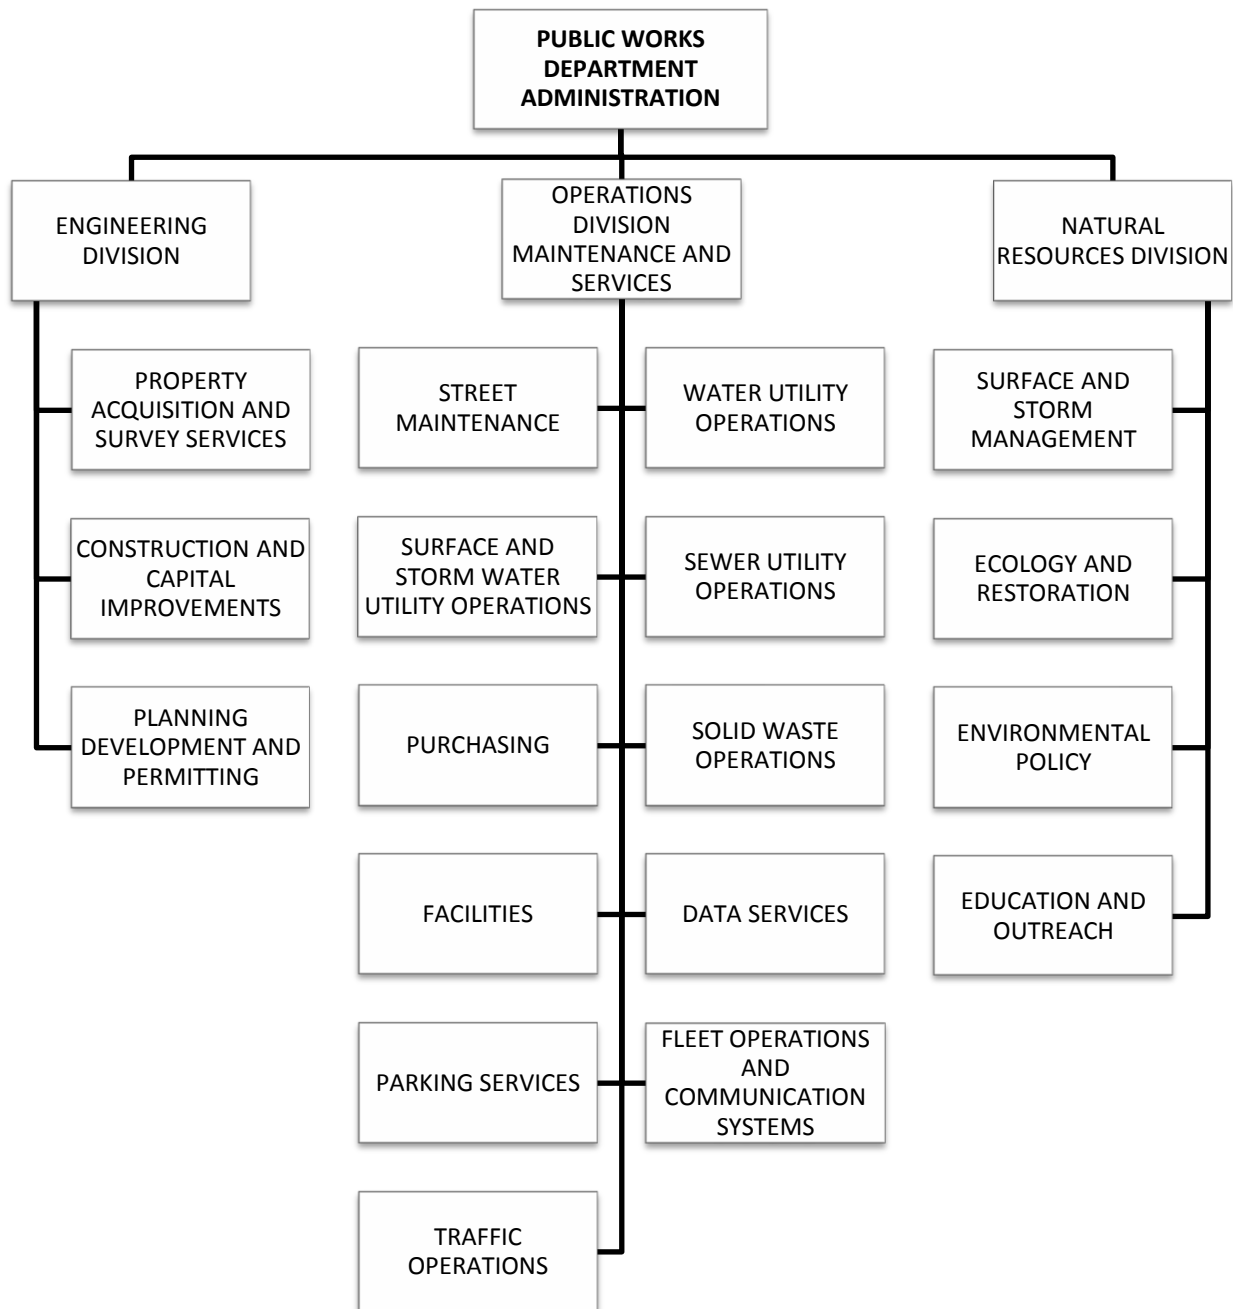 PUBLIC WORKS
DEPARTMENT
ADMINISTRATION
ENGINEERING
DIVISION
OPERATIONS
DIVISION
MAINTENANCE AND
SERVICES
NATURAL
RESOURCES DIVISION
PROPERTY
ACQUISITION AND
SURVEY SERVICES
CONSTRUCTION AND
CAPITAL
IMPROVEMENTS
PLANNING
DEVELOPMENT AND
PERMITTING
STREET
MAINTENANCE
WATER UTILITY
OPERATIONS
SURFACE AND
STORM WATER
UTILITY OPERATIONS
SEWER UTILITY
OPERATIONS
PURCHASING
SOLID WASTE
OPERATIONS
FACILITIES
DATA SERVICES
PARKING SERVICES
FLEET OPERATIONS
AND
COMMUNICATION
SYSTEMS
TRAFFIC
OPERATIONS
SURFACE AND
STORM
MANAGEMENT
ECOLOGY AND
RESTORATION
ENVIRONMENTAL
POLICY
EDUCATION AND
OUTREACH